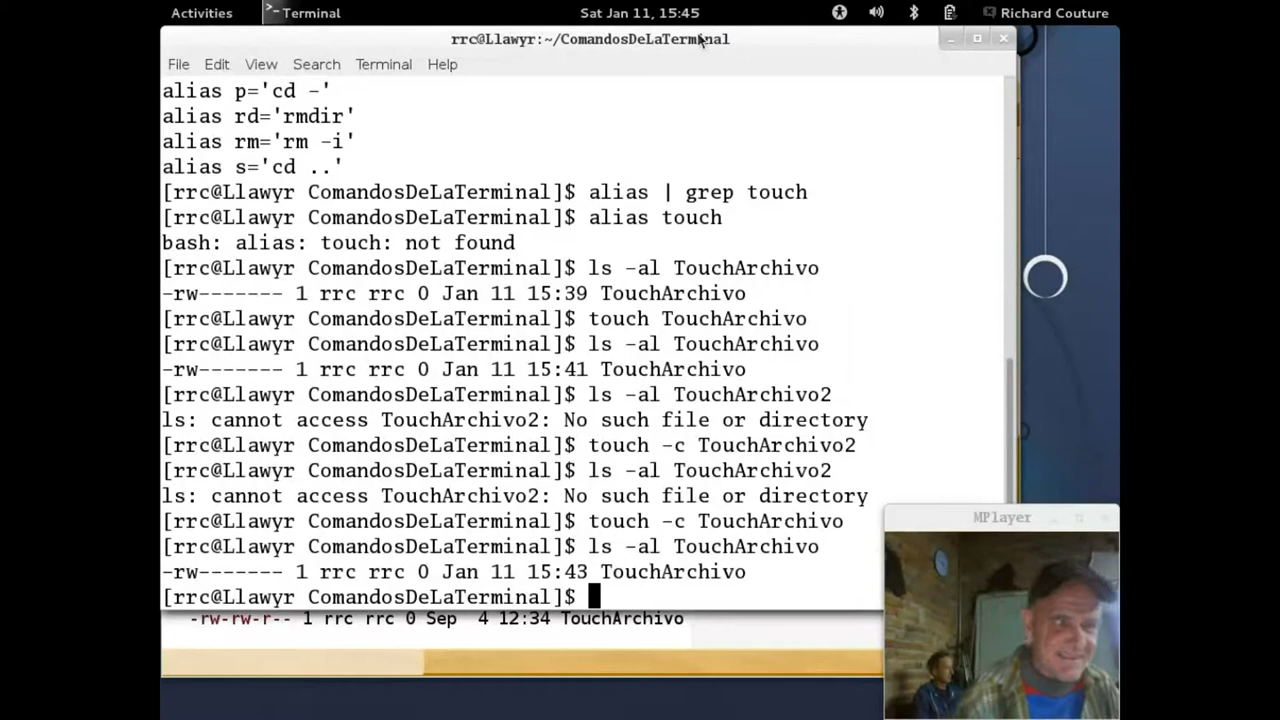 Activities Terminal Sat Jan 11, 15:45 Richard Couture
rrc@Llawyr:~/ComandosDeLaTerminal
File Edit View Search Terminal Help
alias p='cd -'
alias rd='rmdir'
alias rm='rm -i'
alias s='cd ..'
[rrc@Llawyr ComandosDeLaTerminal]$ alias | grep touch
[rrc@Llawyr ComandosDeLaTerminal]$ alias touch
bash: alias: touch: not found
[rrc@Llawyr ComandosDeLaTerminal]$ ls -al TouchArchivo
-rw------- 1 rrc rrc 0 Jan 11 15:39 TouchArchivo
[rrc@Llawyr ComandosDeLaTerminal]$ touch TouchArchivo
[rrc@Llawyr ComandosDeLaTerminal]$ ls -al TouchArchivo
-rw------- 1 rrc rrc 0 Jan 11 15:41 TouchArchivo
[rrc@Llawyr ComandosDeLaTerminal]$ ls -al TouchArchivo2
ls: cannot access TouchArchivo2: No such file or directory
[rrc@Llawyr ComandosDeLaTerminal]$ touch -c TouchArchivo2
[rrc@Llawyr ComandosDeLaTerminal]$ ls -al TouchArchivo2
ls: cannot access TouchArchivo2: No such file or directory
[rrc@Llawyr ComandosDeLaTerminal]$ touch -c TouchArchivo
[rrc@Llawyr ComandosDeLaTerminal]$ ls -al TouchArchivo
-rw------- 1 rrc rrc 0 Jan 11 15:43 TouchArchivo
[rrc@Llawyr ComandosDeLaTerminal]$
-rw-rw-r-- 1 rrc rrc 0 Sep  4 12:34 TouchArchivo
MPlayer